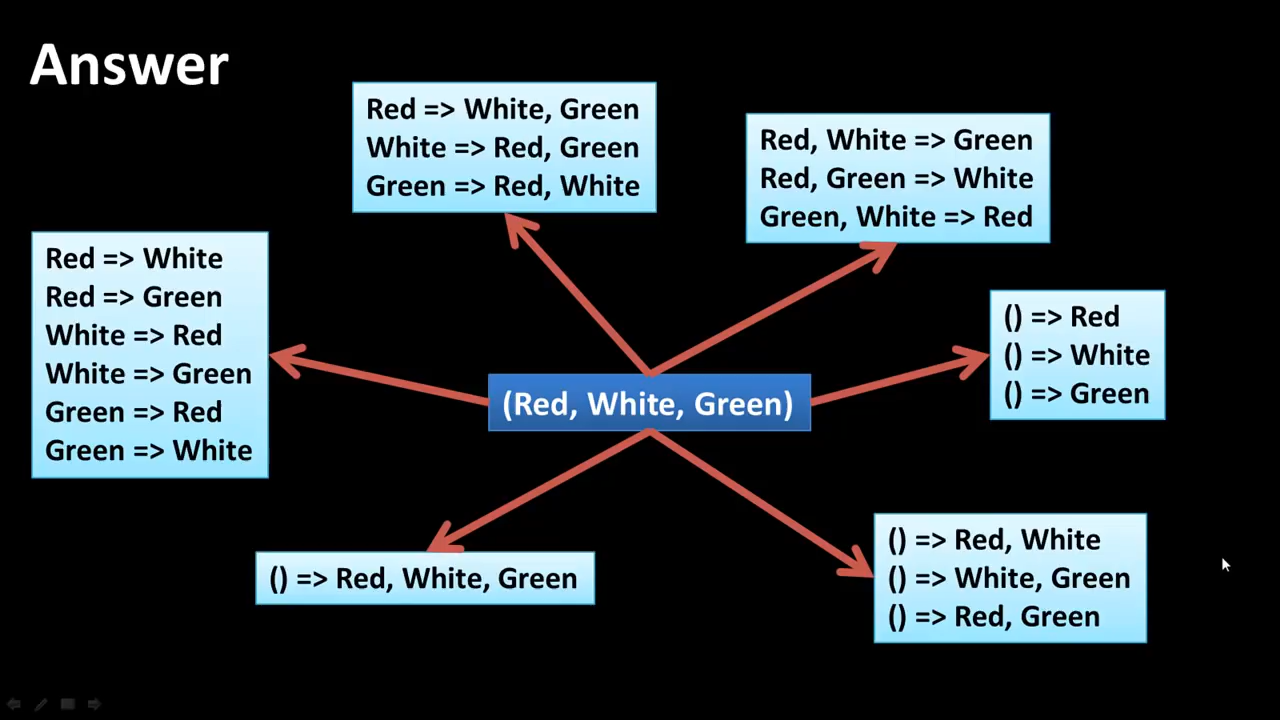 Answer
Red => White, Green
White => Red, Green
Green => Red, White
Red, White => Green
Red, Green => White
Green, White => Red
Red => White
Red => Green
White => Red
White => Green
Green => Red
Green => White
() => Red
() => White
() => Green
(Red, White, Green)
() => Red, White, Green
() => Red, White
() => White, Green
() => Red, Green